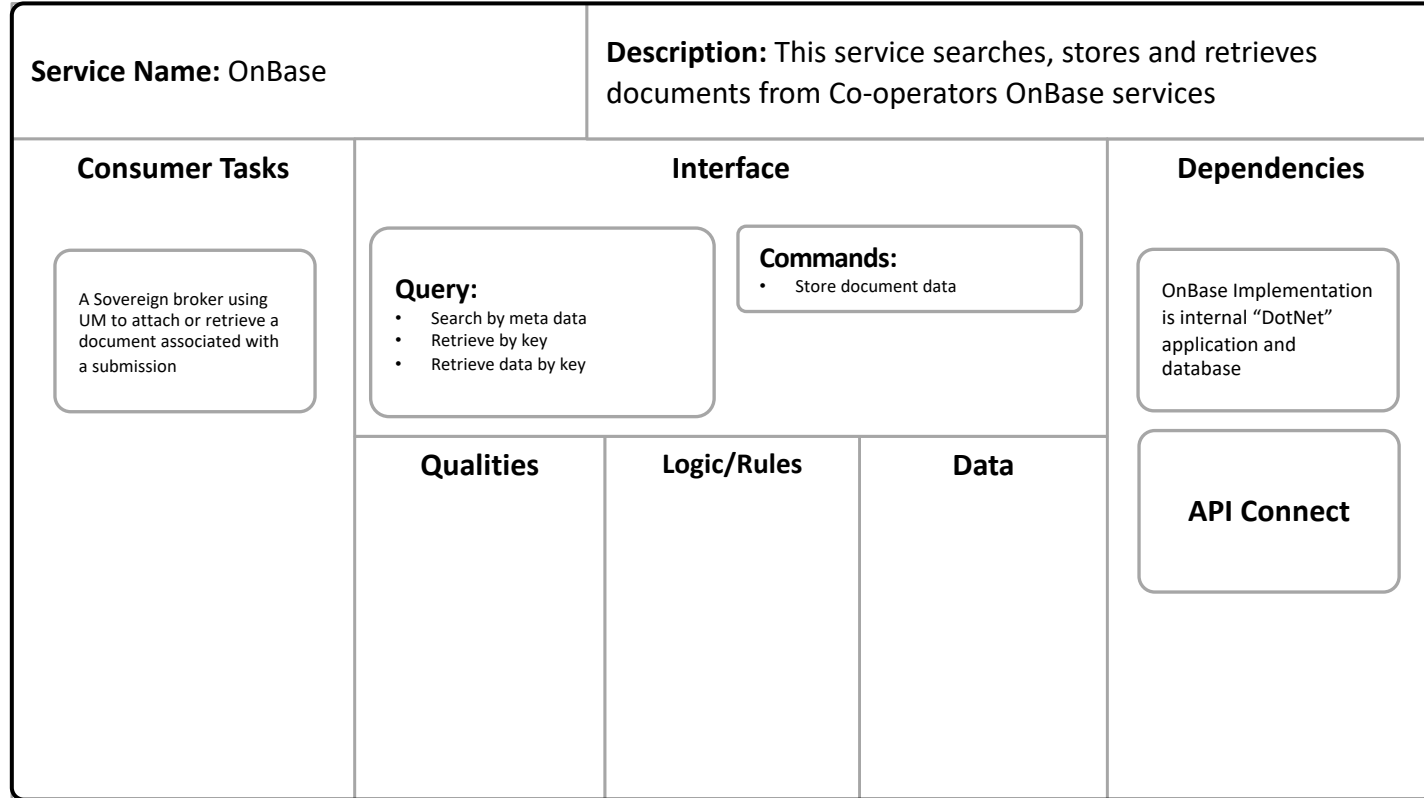 Service Name: OnBase
Description: This service searches, stores and retrieves
documents from Co-operators OnBase services
Consumer Tasks
A Sovereign broker using
UM to attach or retrieve a
document associated with
a submission
Interface
Query:
• Search by meta data
• Retrieve by key
• Retrieve data by key
Commands:
• Store document data
Qualities
Logic/Rules
Data
Dependencies
OnBase Implementation
is internal “DotNet”
application and
database
API Connect